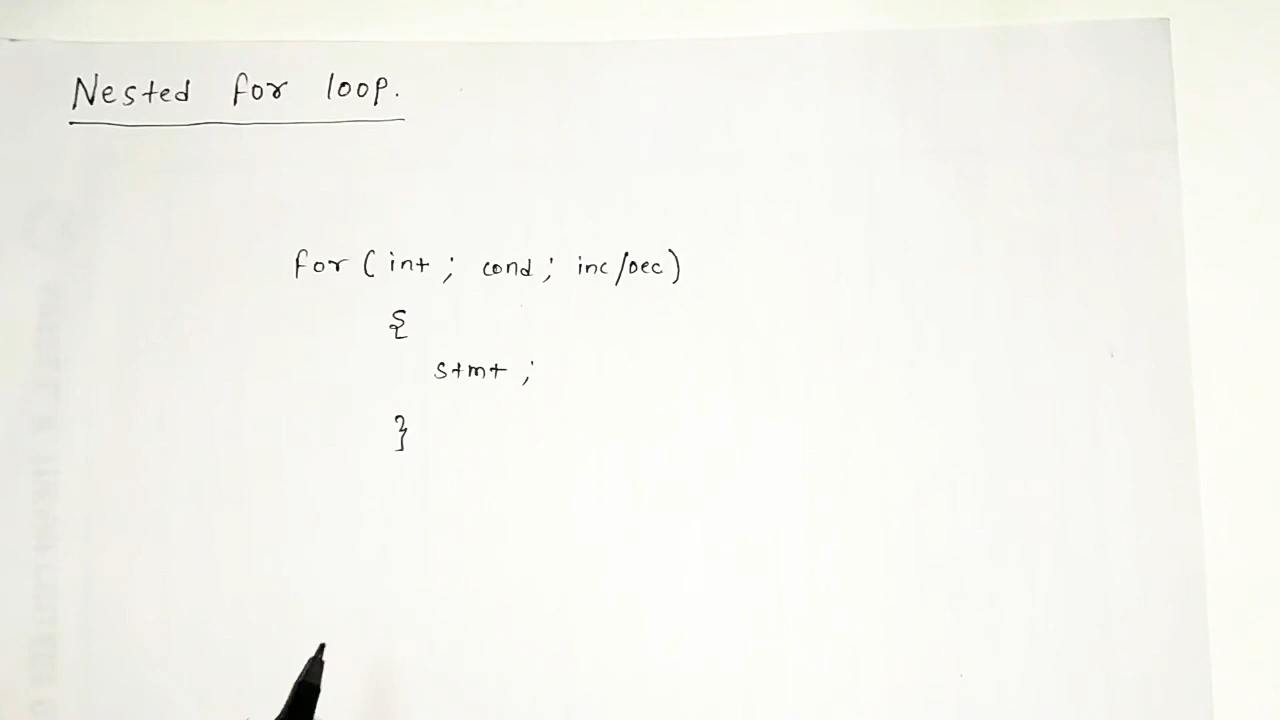 Nested for loop.
for ( int ; cond ; inc/Dec )
{
stmt ;
}